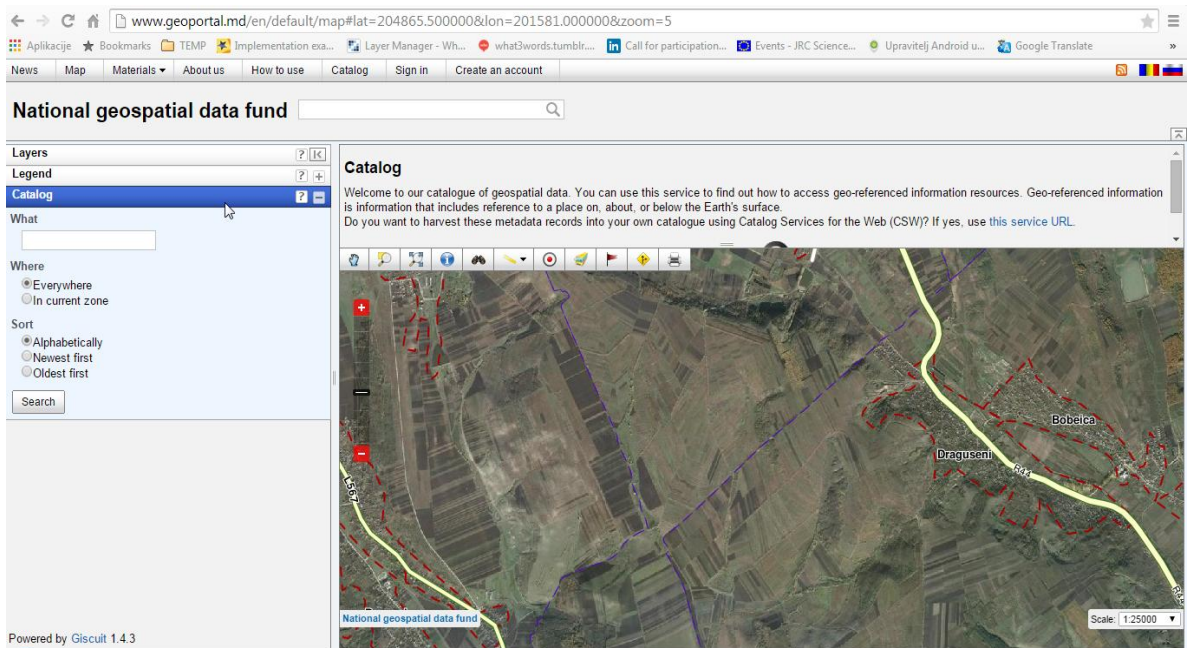 www.geoportal.md/en/default/map#lat=204865.500000&lon=201581.000000&zoom=5
Aplikacije Bookmarks TEMP Implementation exa... Layer Manager - Wh... what3words.tumblr.... Call for participation... Events - JRC Science... Upravitelj Android u... Google Translate »
News Map Materials About us How to use Catalog Sign in Create an account
National geospatial data fund
Layers ?
Legend ? +
Catalog ?
What
Where
Everywhere
In current zone
Sort
Alphabetically
Newest first
Oldest first
Search
Powered by Giscuit 1.4.3
Catalog
Welcome to our catalogue of geospatial data. You can use this service to find out how to access geo-referenced information resources. Geo-referenced information
is information that includes reference to a place on, about, or below the Earth's surface.
Do you want to harvest these metadata records into your own catalogue using Catalog Services for the Web (CSW)? If yes, use this service URL.
Bobeica
Draguseni
R44
L567
National geospatial data fund
Scale: 1:25000